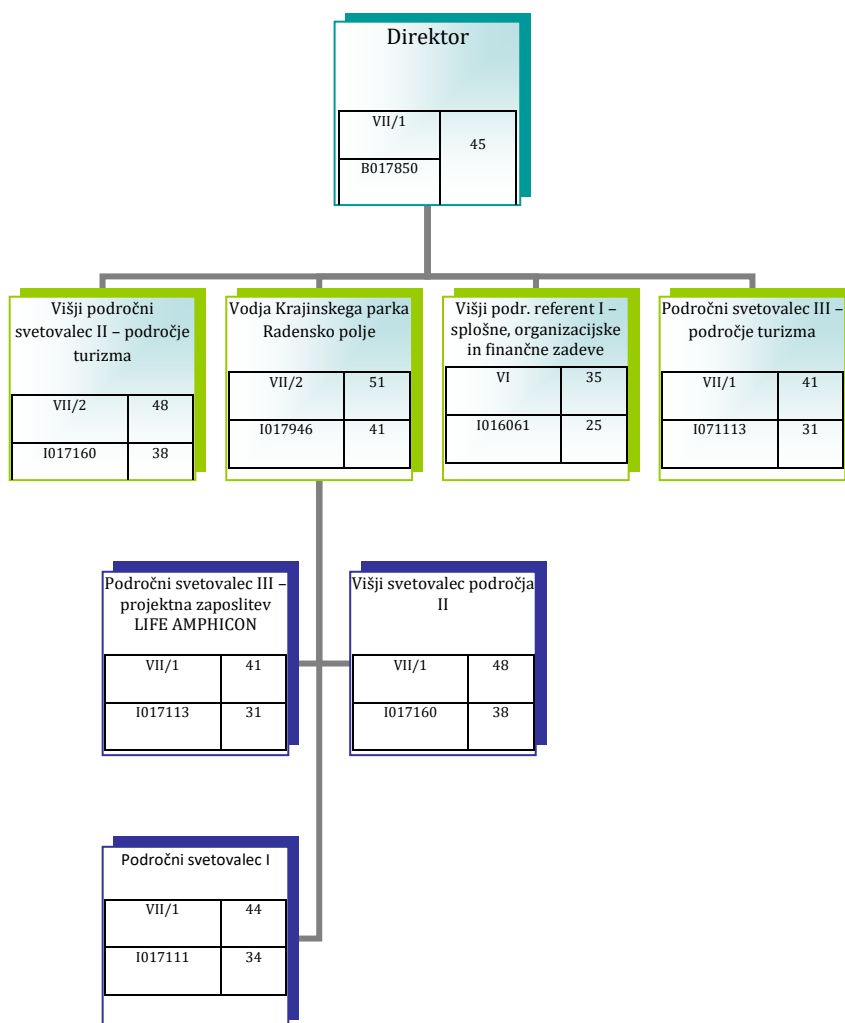 Direktor
VII/1
45
B017850
Višji področni
svetovalec II – področje
turizma
VII/2 48
I017160 38
Vodja Krajinskega parka
Radensko polje
VII/2 51
I017946 41
Višji podr. referent I –
splošne, organizacijske
in finančne zadeve
VI 35
I016061 25
Področni svetovalec III –
področje turizma
VII/1 41
I071113 31
Področni svetovalec III –
projektna zaposlitev
LIFE AMPHICON
VII/1 41
I017113 31
Višji svetovalec področja
II
VII/1 48
I017160 38
Področni svetovalec I
VII/1 44
I017111 34